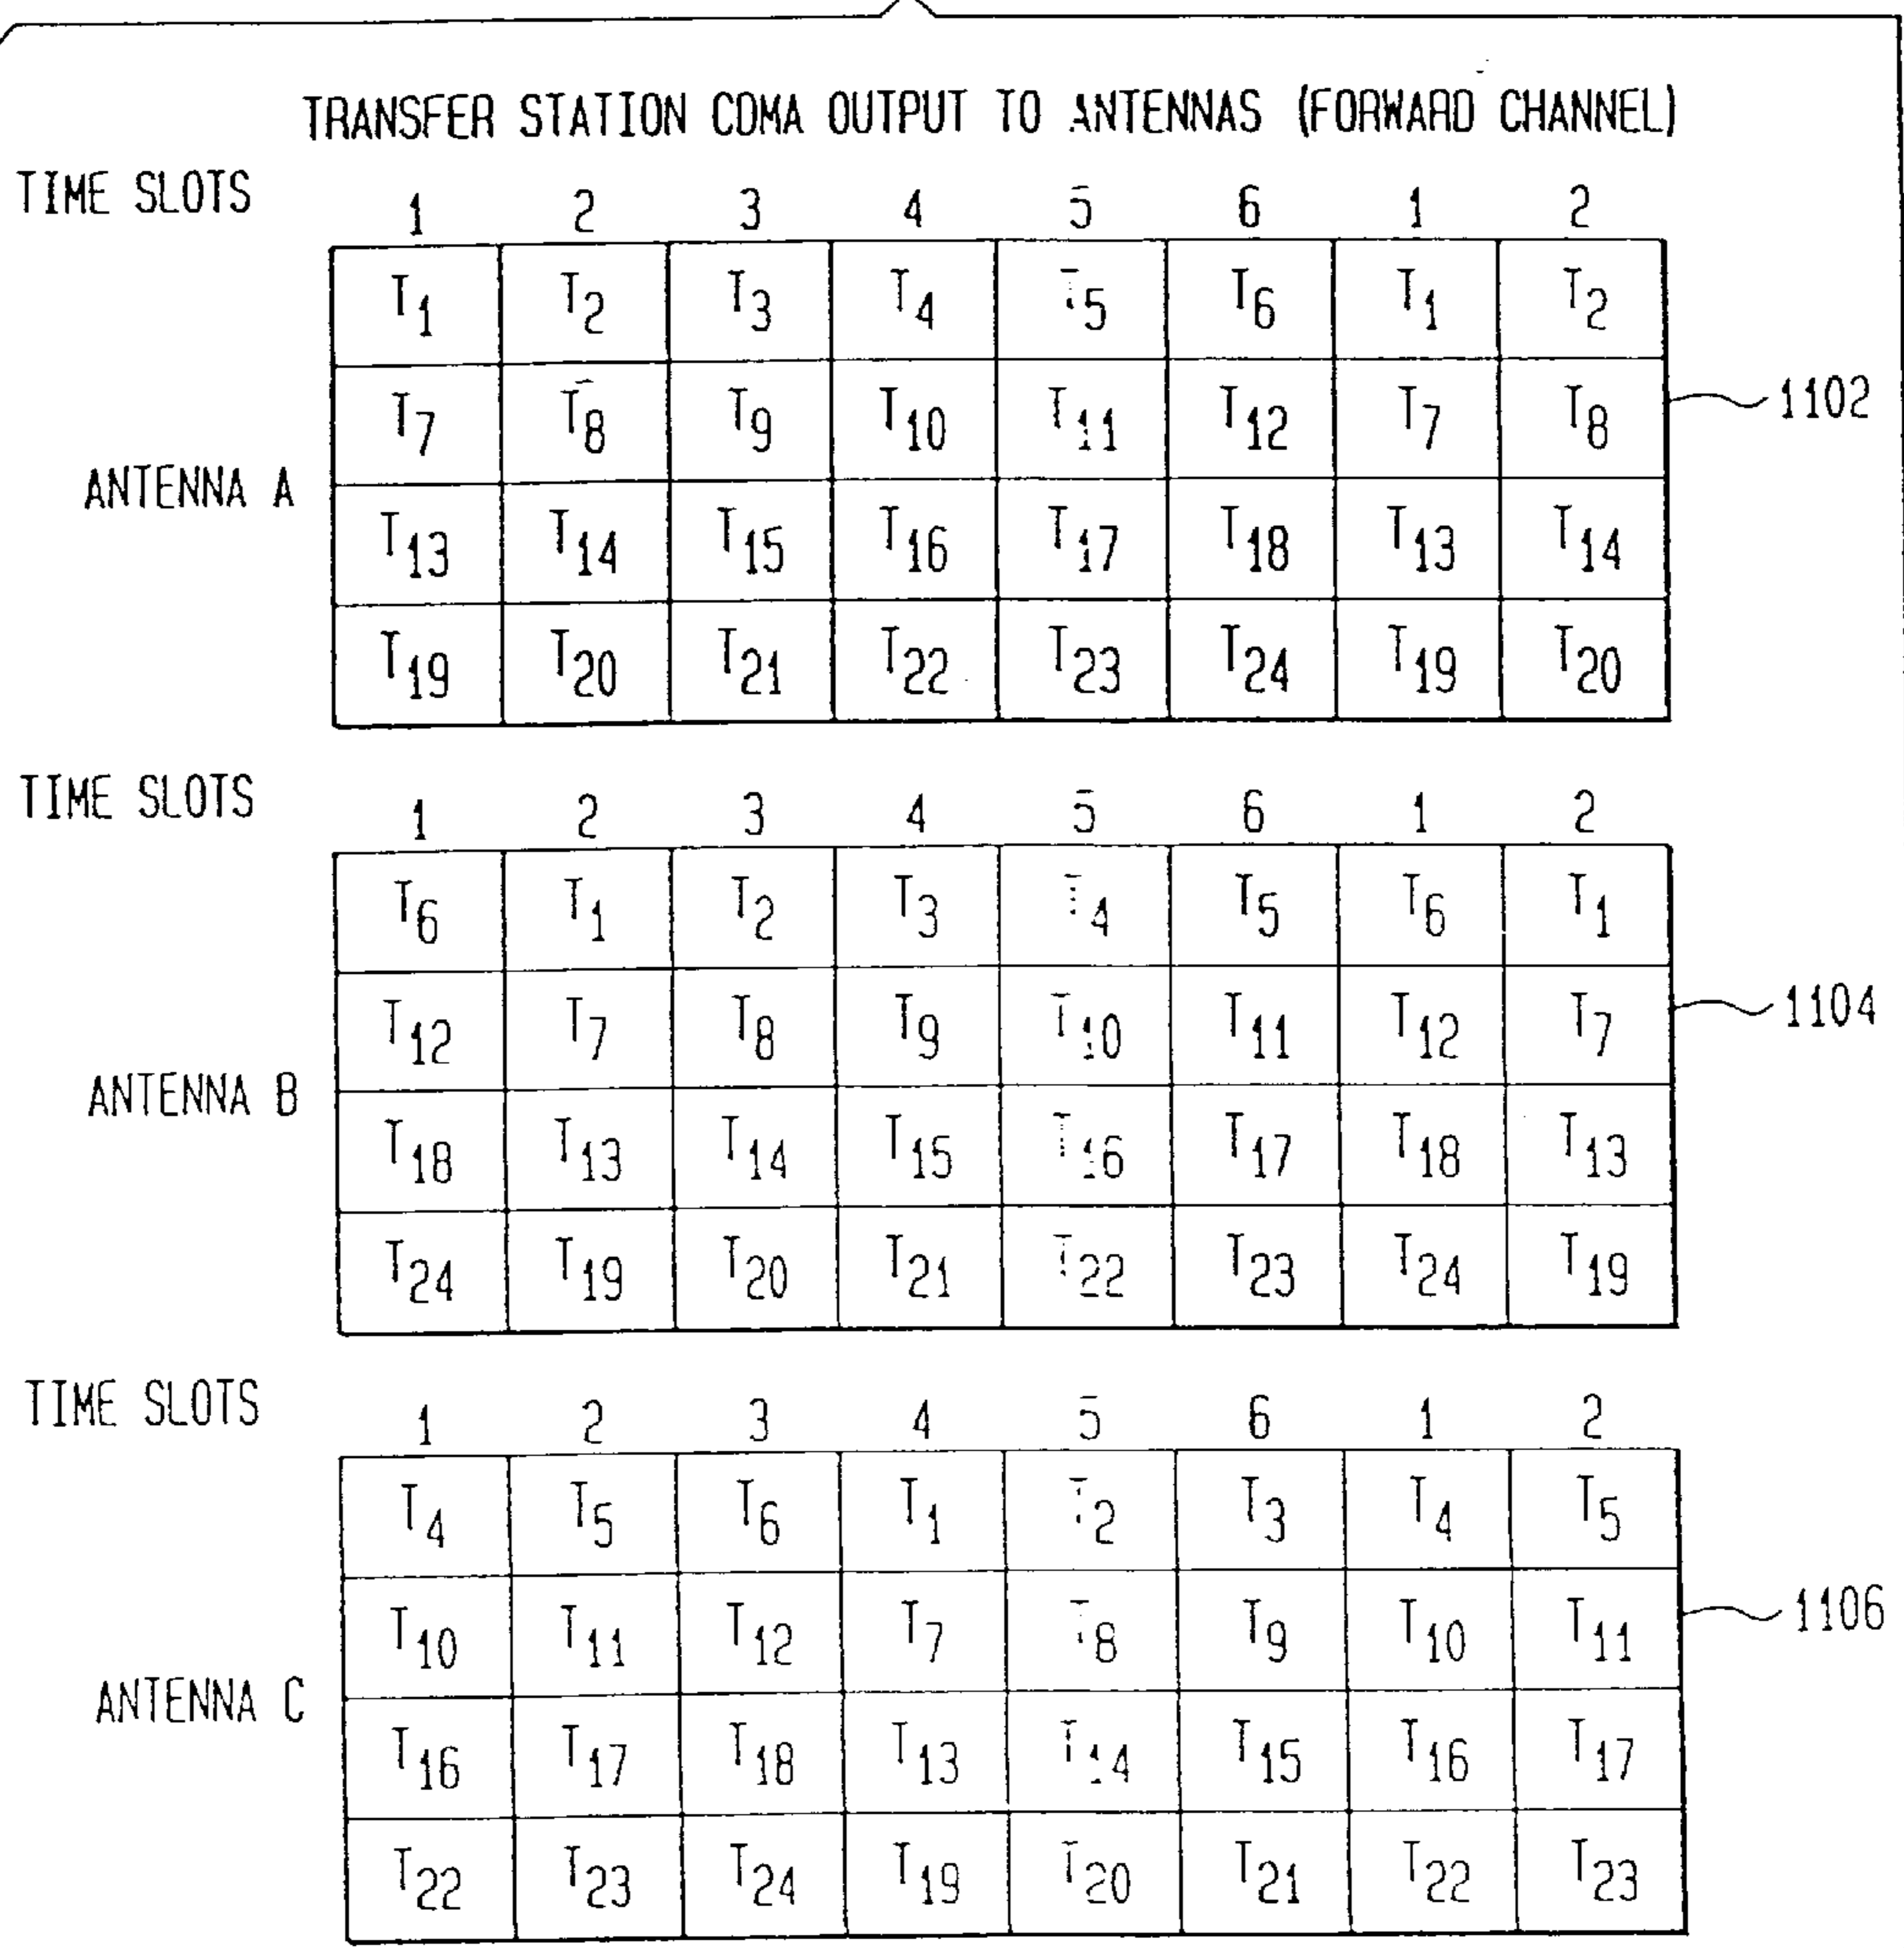 TRANSFER STATION CDMA OUTPUT TO ANTENNAS (FORWARD CHANNEL)
TIME SLOTS 1 2 3 4 5 6 1 2
T1 T2 T3 T4 T5 T6 T1 T2
T7 T8 T9 T10 T11 T12 T7 T8 1102
ANTENNA A
T13 T14 T15 T16 T17 T18 T13 T14
T19 T20 T21 T22 T23 T24 T19 T20
TIME SLOTS 1 2 3 4 5 6 1 2
T6 T1 T2 T3 T4 T5 T6 T1
T12 T7 T8 T9 T10 T11 T12 T7 1104
ANTENNA B
T18 T13 T14 T15 T16 T17 T18 T13
T24 T19 T20 T21 T22 T23 T24 T19
TIME SLOTS 1 2 3 4 5 6 1 2
T4 T5 T6 T1 T2 T3 T4 T5
T10 T11 T12 T7 T8 T9 T10 T11 1106
ANTENNA C
T16 T17 T18 T13 T14 T15 T16 T17
T22 T23 T24 T19 T20 T21 T22 T23